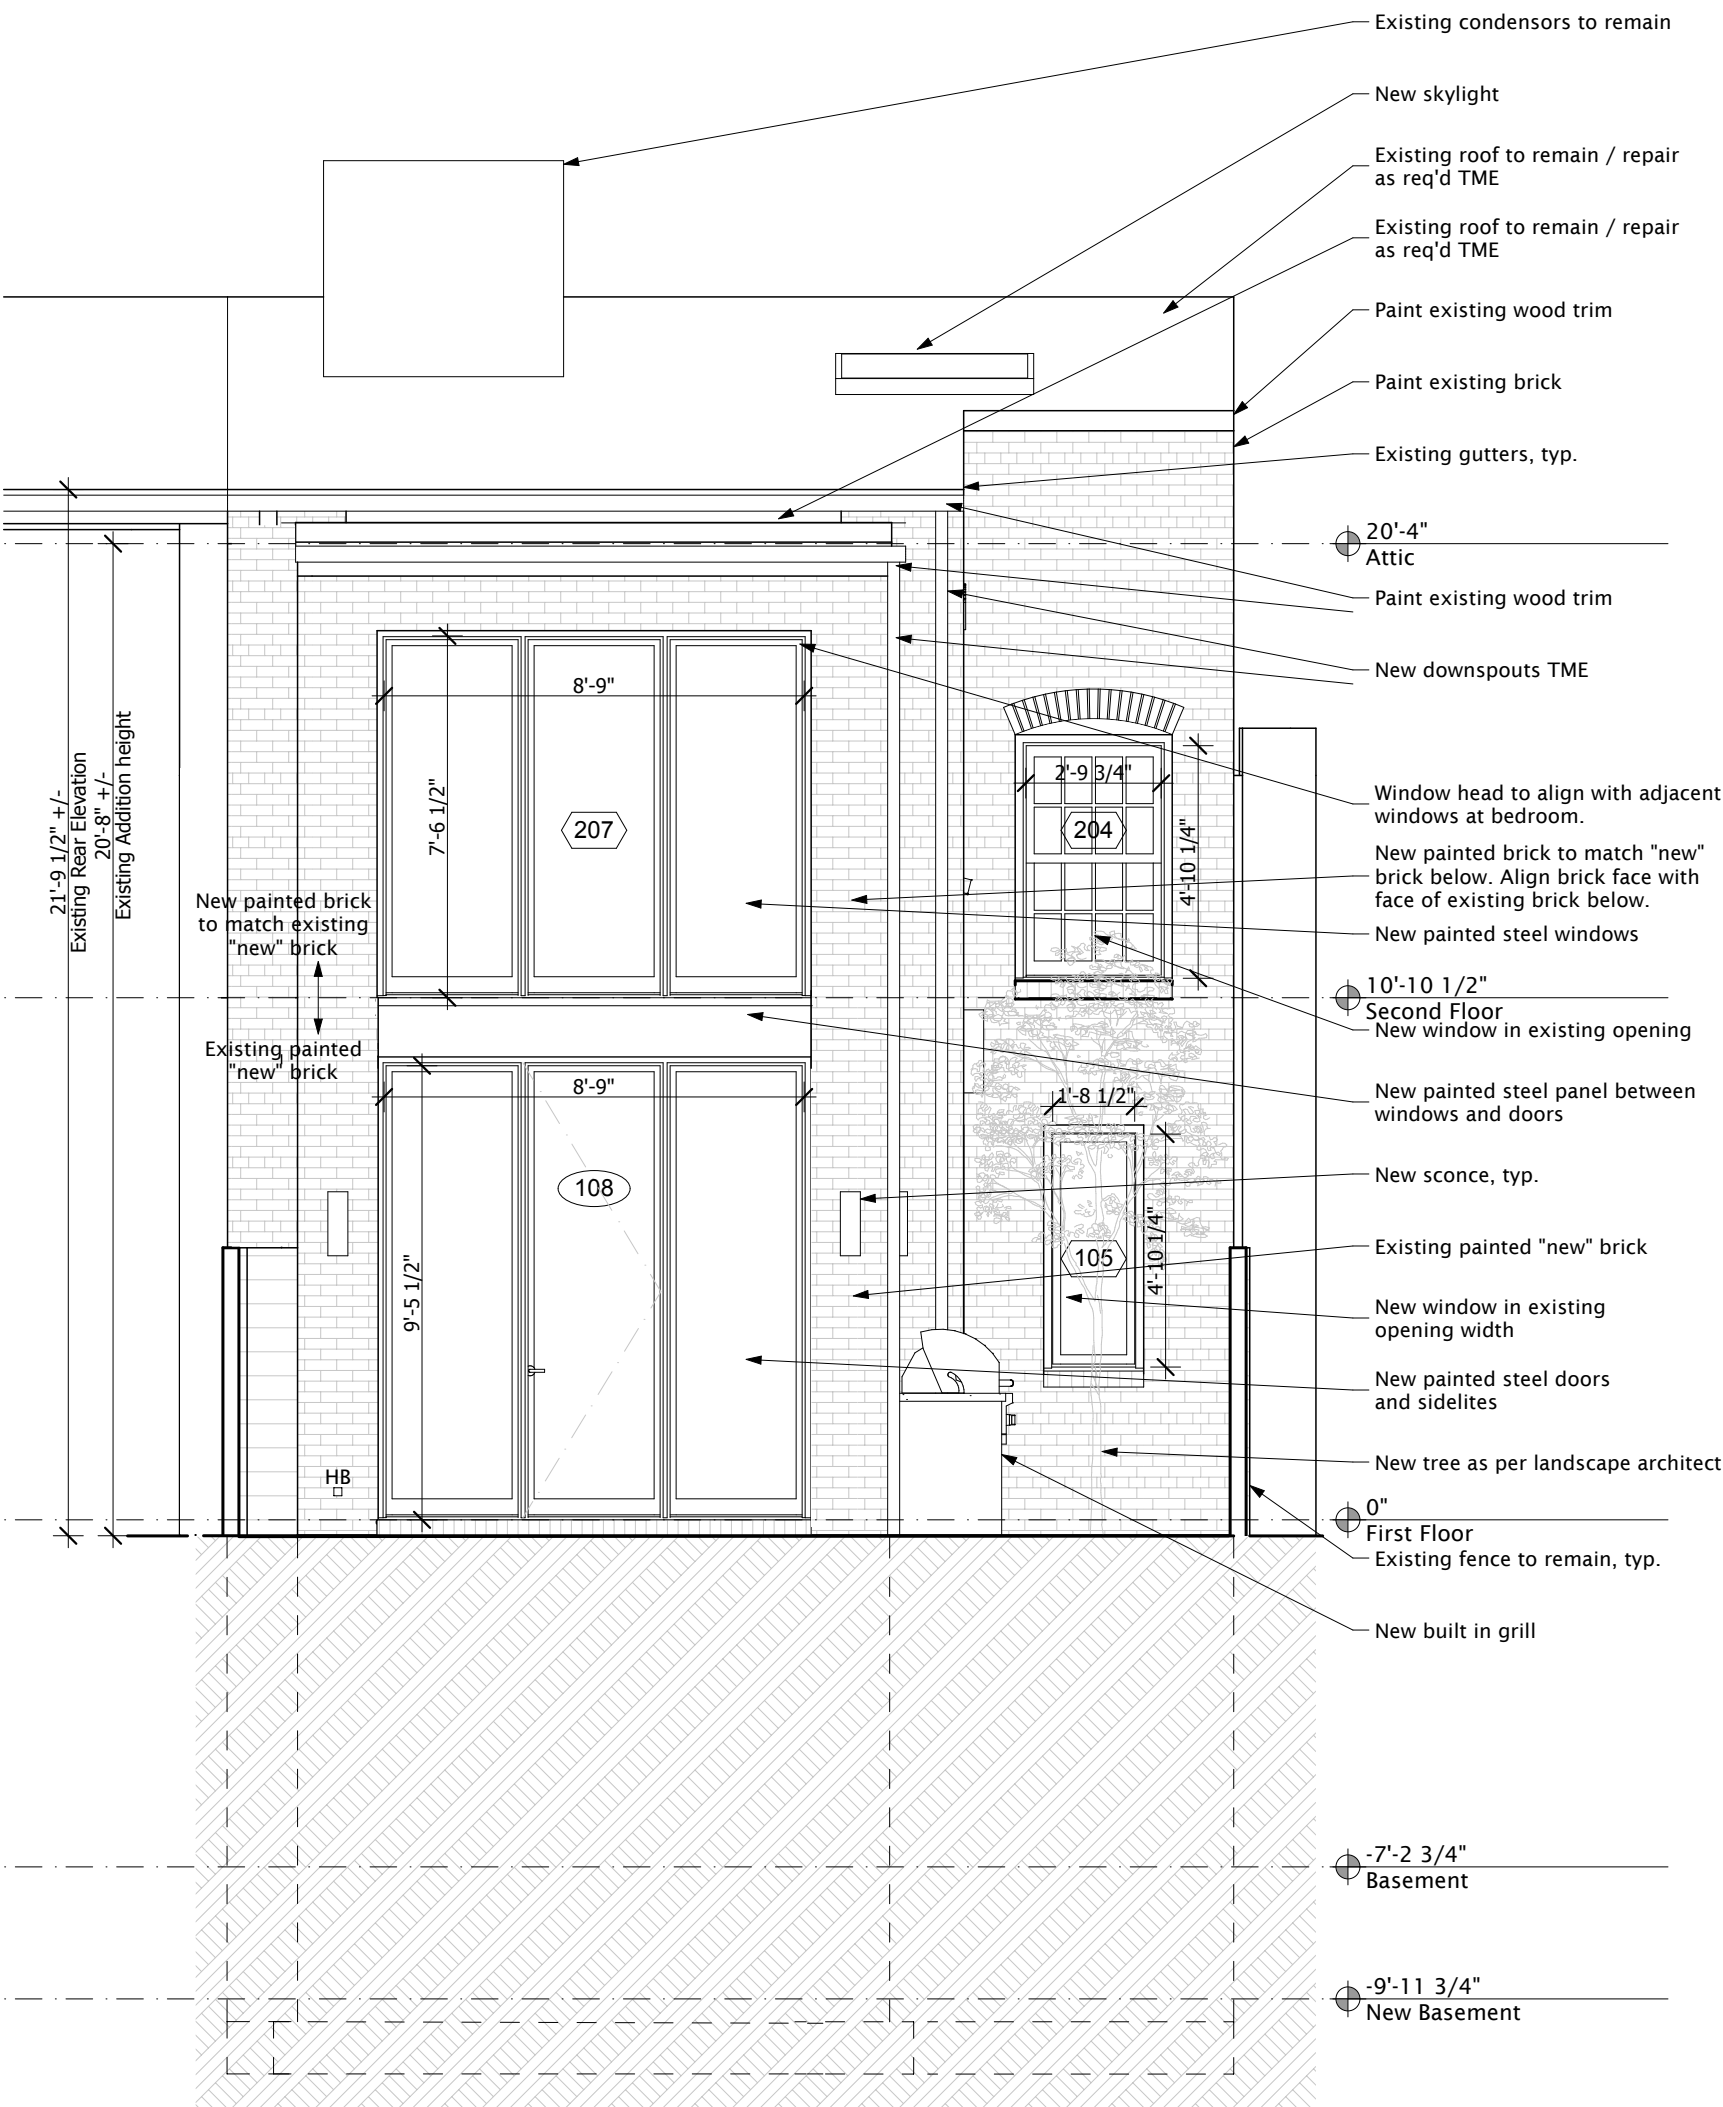 Existing condensors to remain
New skylight
Existing roof to remain / repair
as req'd TME
Existing roof to remain / repair
as req'd TME
Paint existing wood trim
Paint existing brick
Existing gutters, typ.
20'-4"
Attic
Paint existing wood trim
New downspouts TME
Window head to align with adjacent
windows at bedroom.
New painted brick to match "new"
brick below. Align brick face with
face of existing brick below.
New painted steel windows
10'-10 1/2"
Second Floor
New window in existing opening
New painted steel panel between
windows and doors
New sconce, typ.
Existing painted "new" brick
New window in existing
opening width
New painted steel doors
and sidelites
New tree as per landscape architect
0"
First Floor
Existing fence to remain, typ.
New built in grill
-7'-2 3/4"
Basement
-9'-11 3/4"
New Basement
21'-9 1/2" +/-
Existing Rear Elevation
20'-8" +/-
Existing Addition height
New painted brick
to match existing
"new" brick
Existing painted
"new" brick
8'-9"
7'-6 1/2"
207
2'-9 3/4"
204
4'-10 1/4"
8'-9"
108
9'-5 1/2"
1'-8 1/2"
105
4'-10 1/4"
HB